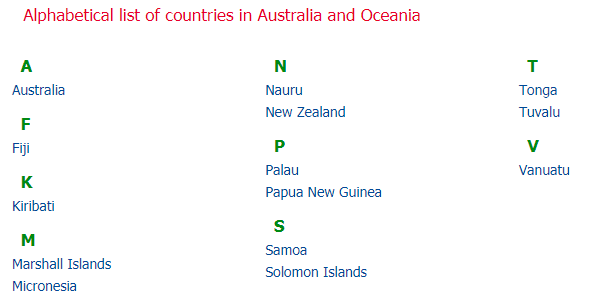 Alphabetical list of countries in Australia and Oceania
A
Australia
F
Fiji
K
Kiribati
M
Marshall Islands
Micronesia
N
Nauru
New Zealand
P
Palau
Papua New Guinea
S
Samoa
Solomon Islands
T
Tonga
Tuvalu
V
Vanuatu